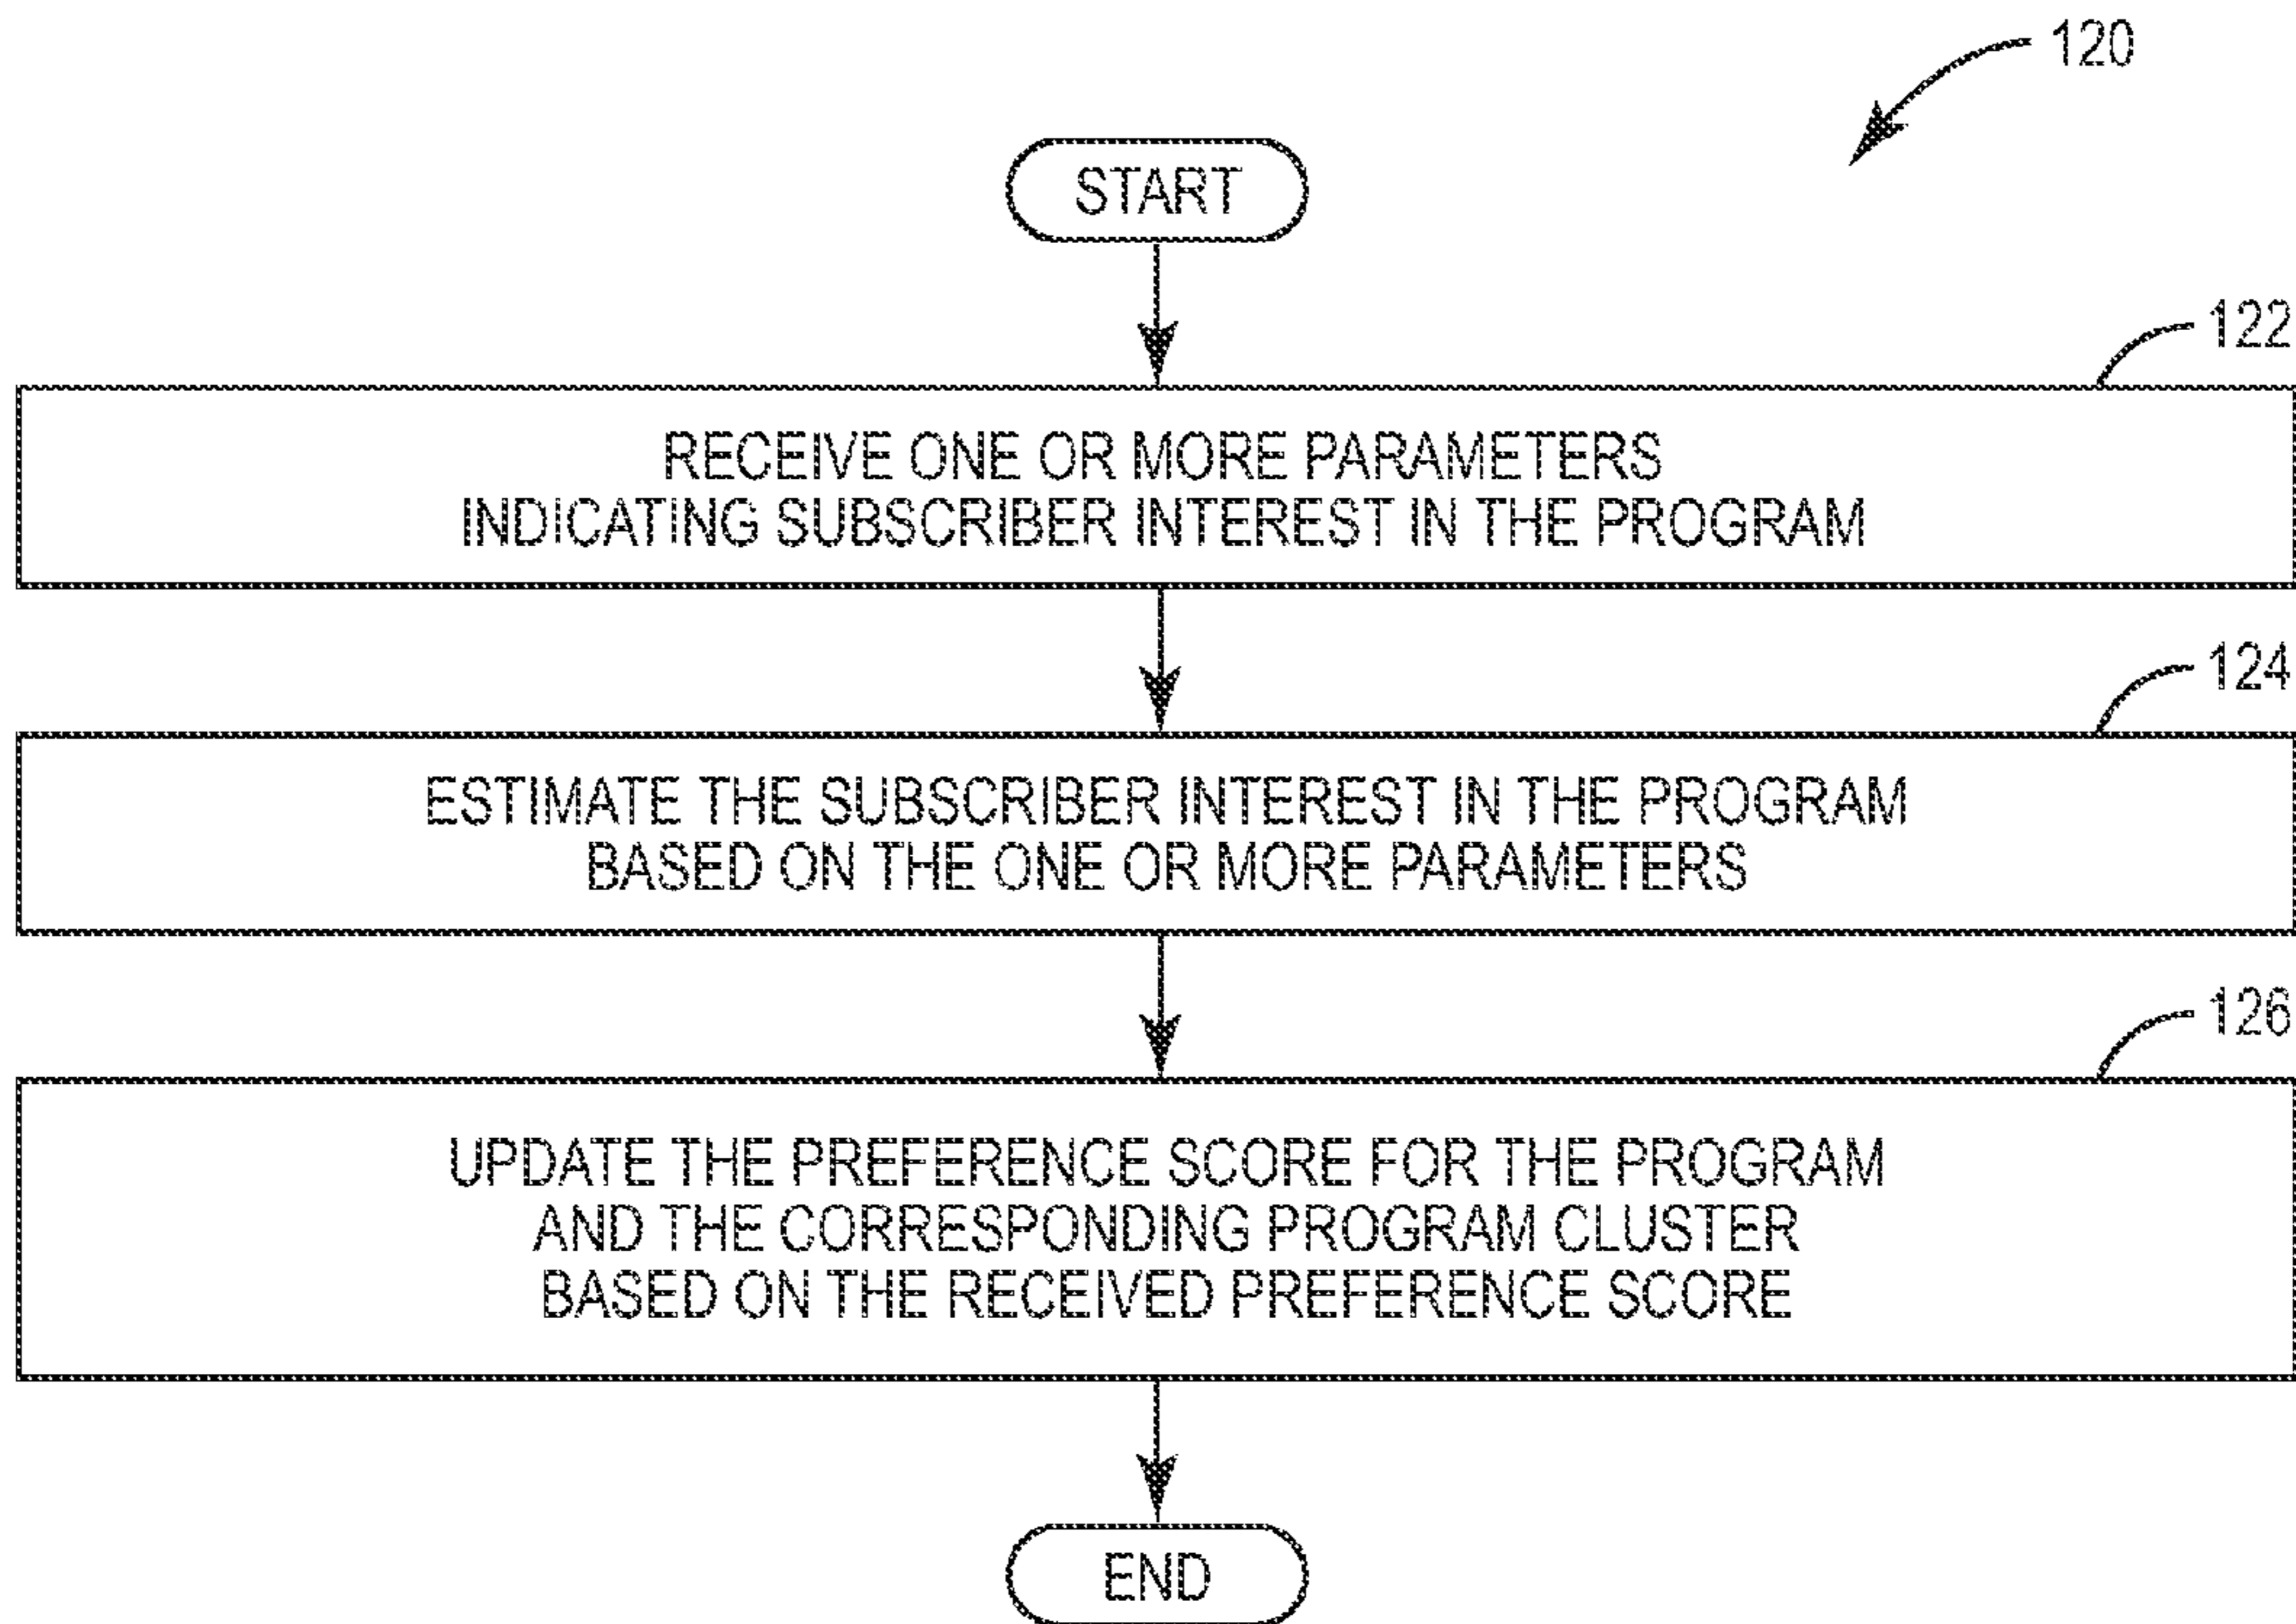 120
START
122
RECEIVE ONE OR MORE PARAMETERS
INDICATING SUBSCRIBER INTEREST IN THE PROGRAM
124
ESTIMATE THE SUBSCRIBER INTEREST IN THE PROGRAM
BASED ON THE ONE OR MORE PARAMETERS
126
UPDATE THE PREFERENCE SCORE FOR THE PROGRAM
AND THE CORRESPONDING PROGRAM CLUSTER
BASED ON THE RECEIVED PREFERENCE SCORE
END